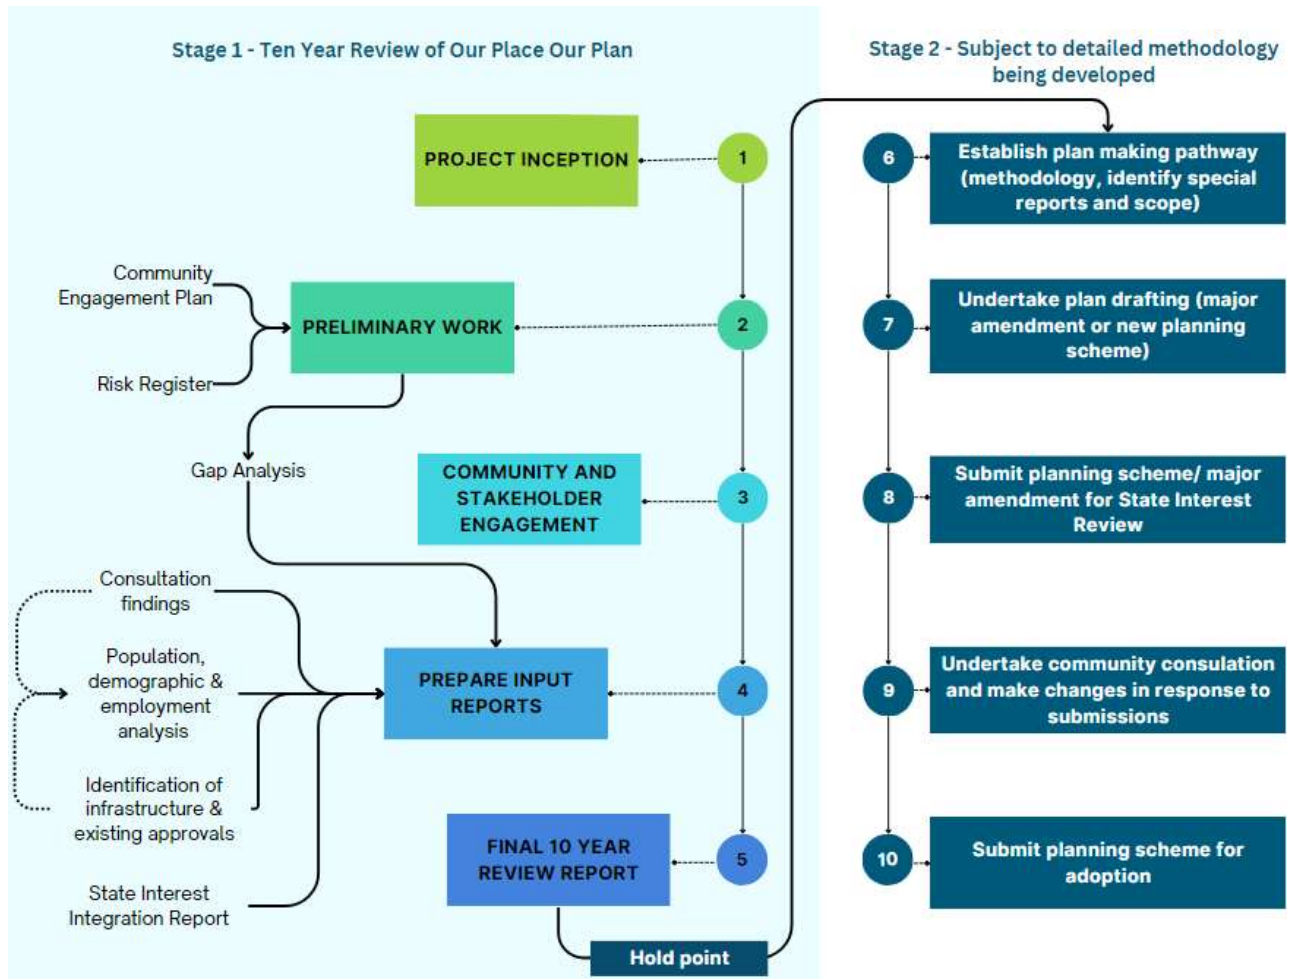 Stage 1 - Ten Year Review of Our Place Our Plan
PROJECT INCEPTION
1
Community
Engagement Plan
Risk Register
PRELIMINARY WORK
2
Gap Analysis
COMMUNITY AND
STAKEHOLDER
ENGAGEMENT
3
Consultation
findings
Population,
demographic &
employment
analysis
Identification of
infrastructure &
existing approvals
State Interest
Integration Report
PREPARE INPUT
REPORTS
4
FINAL 10 YEAR
REVIEW REPORT
5
Hold point
Stage 2 - Subject to detailed methodology
being developed
6
Establish plan making pathway
(methodology, identify special
reports and scope)
7
Undertake plan drafting (major
amendment or new planning
scheme)
8
Submit planning scheme/ major
amendment for State Interest
Review
9
Undertake community consulation
and make changes in response to
submissions
10
Submit planning scheme for
adoption